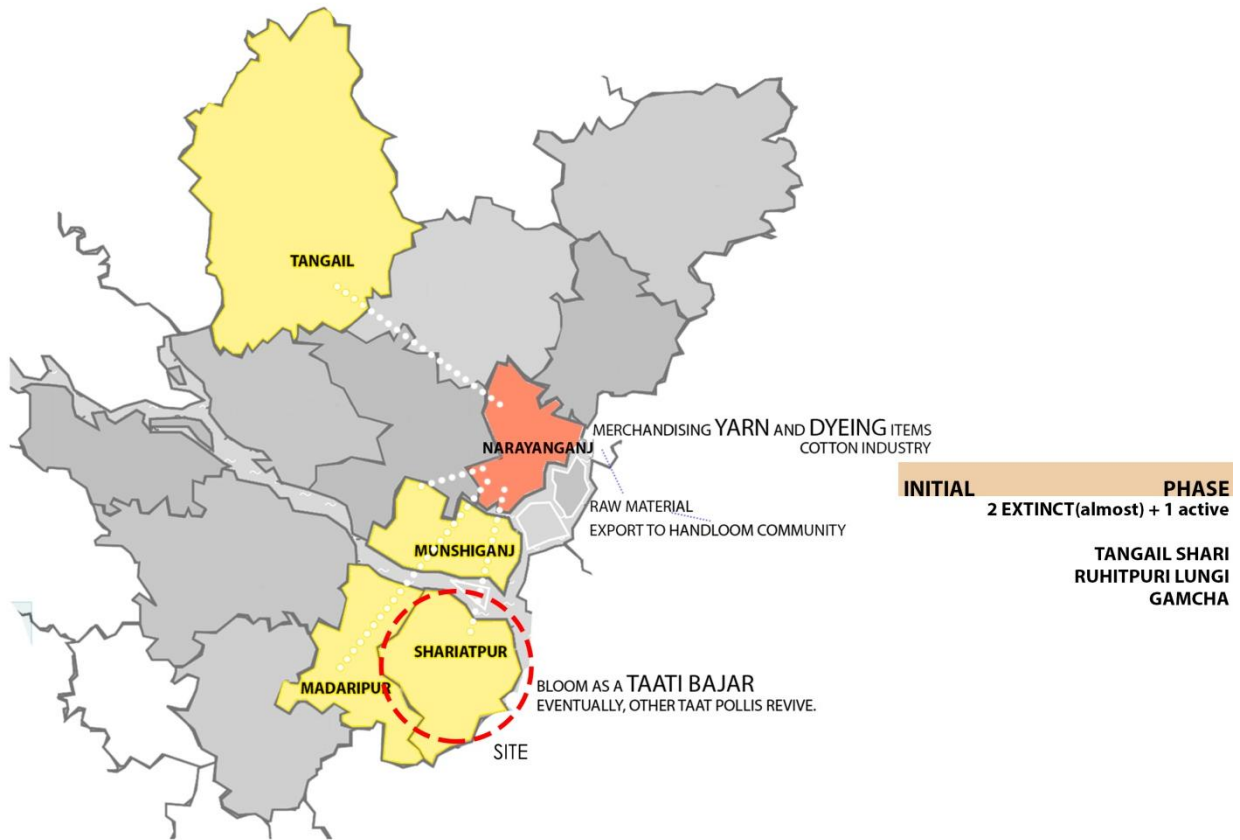 TANGAIL
NARAYANGANJ
MERCHANDISING YARN AND DYEING ITEMS
COTTON INDUSTRY
RAW MATERIAL
EXPORT TO HANDLOOM COMMUNITY
MUNSHIGANJ
SHARIATPUR
MADARIPUR
BLOOM AS A TAATI BAJAR
EVENTUALLY, OTHER TAAT POLLIS REVIVE.
SITE
INITIAL PHASE
2 EXTINCT(almost) + 1 active
TANGAIL SHARI
RUHITPURI LUNGI
GAMCHA